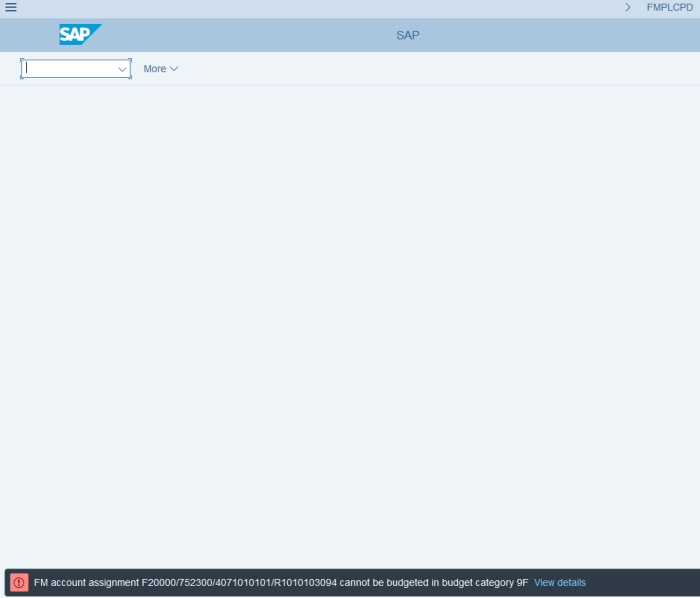 FMPLCPD
SAP
SAP
More
FM account assignment F20000/752300/4071010101/R1010103094 cannot be budgeted in budget category 9F View details